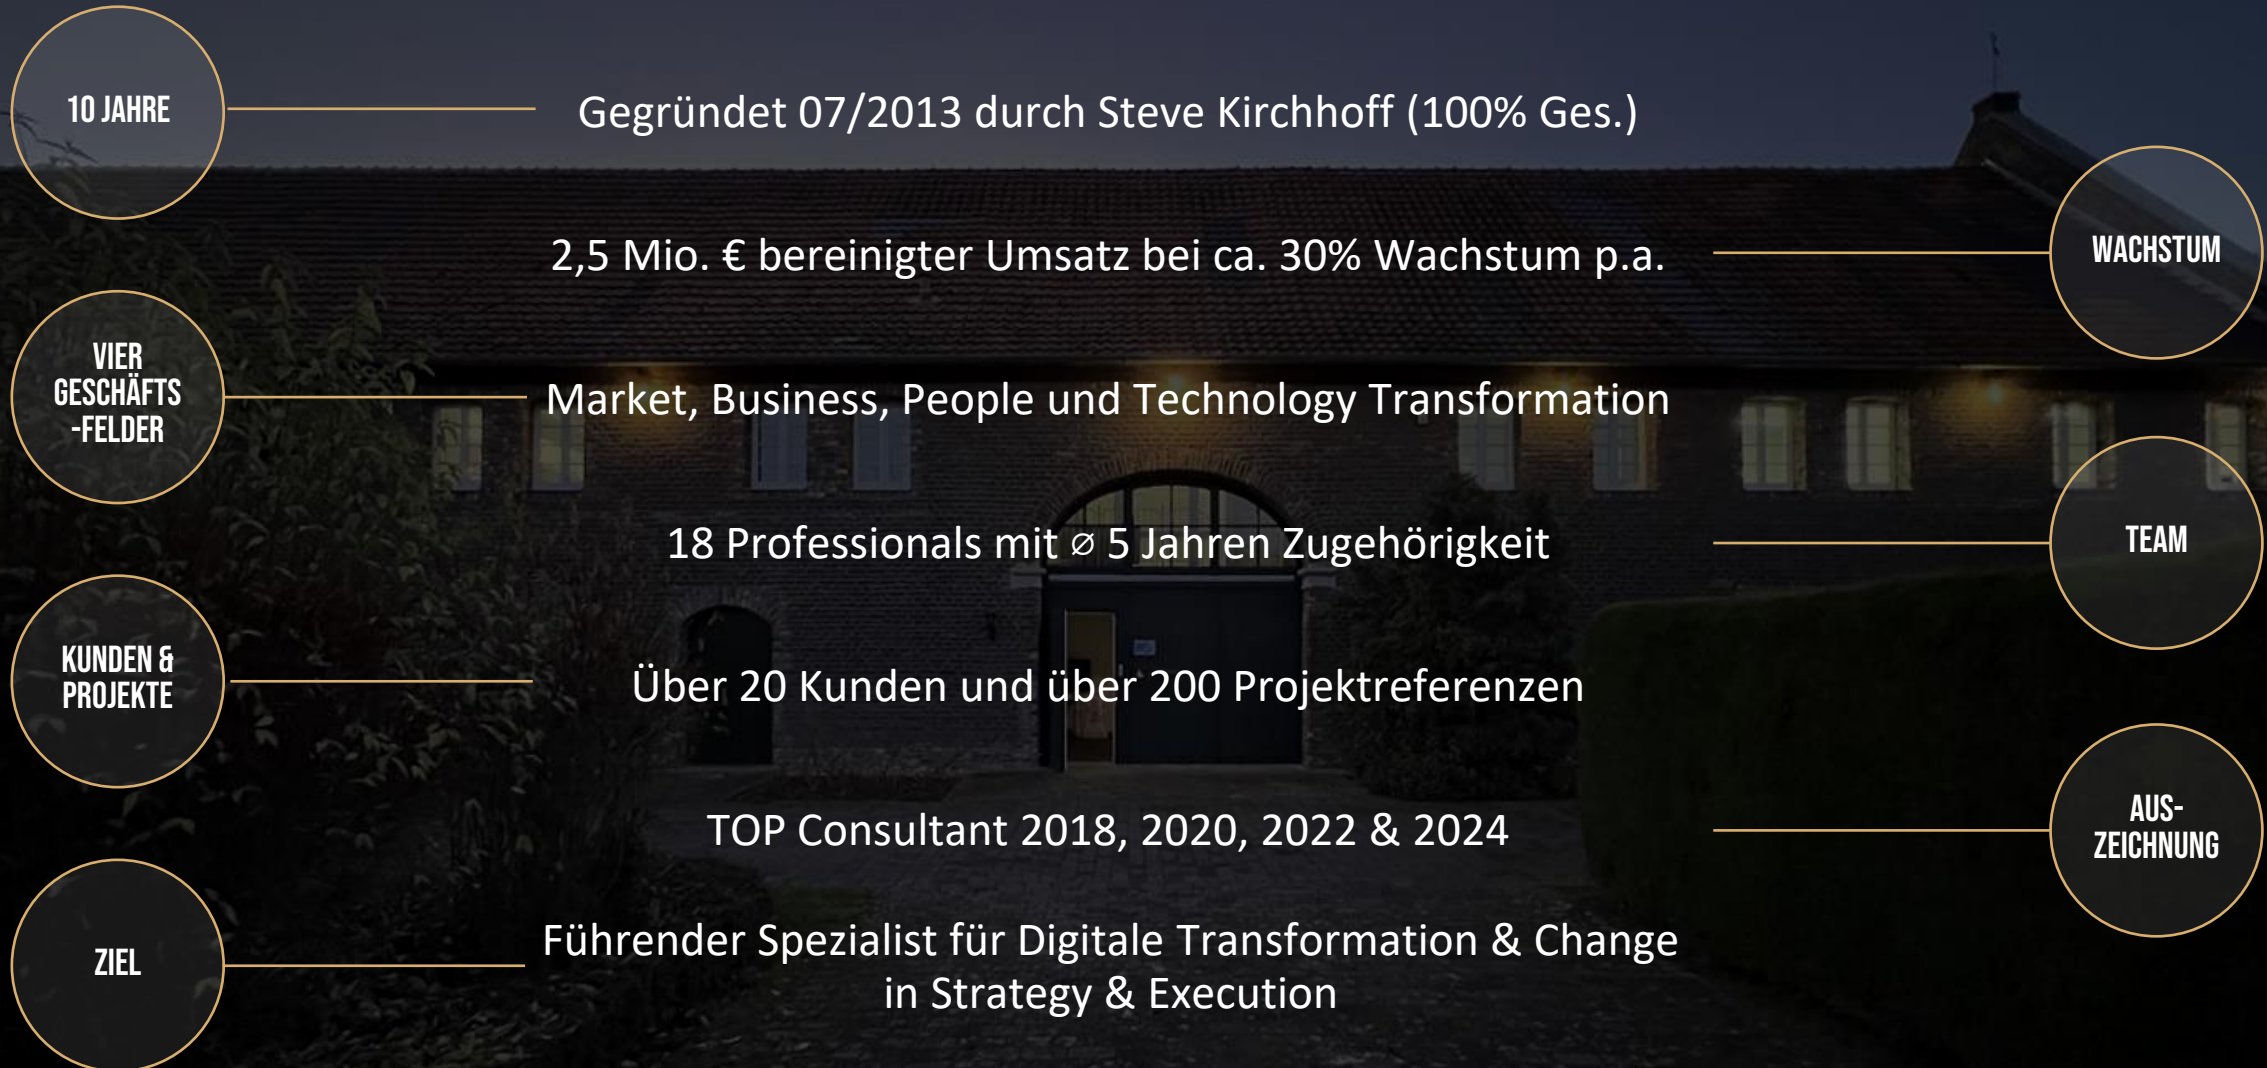 10 JAHRE
Gegründet 07/2013 durch Steve Kirchhoff (100% Ges.)
2,5 Mio. € bereinigter Umsatz bei ca. 30% Wachstum p.a.
WACHSTUM
VIER
GESCHÄFTS
-FELDER
Market, Business, People und Technology Transformation
18 Professionals mit ⌀ 5 Jahren Zugehörigkeit
TEAM
KUNDEN &
PROJEKTE
Über 20 Kunden und über 200 Projektreferenzen
TOP Consultant 2018, 2020, 2022 & 2024
AUS-
ZEICHNUNG
ZIEL
Führender Spezialist für Digitale Transformation & Change
in Strategy & Execution